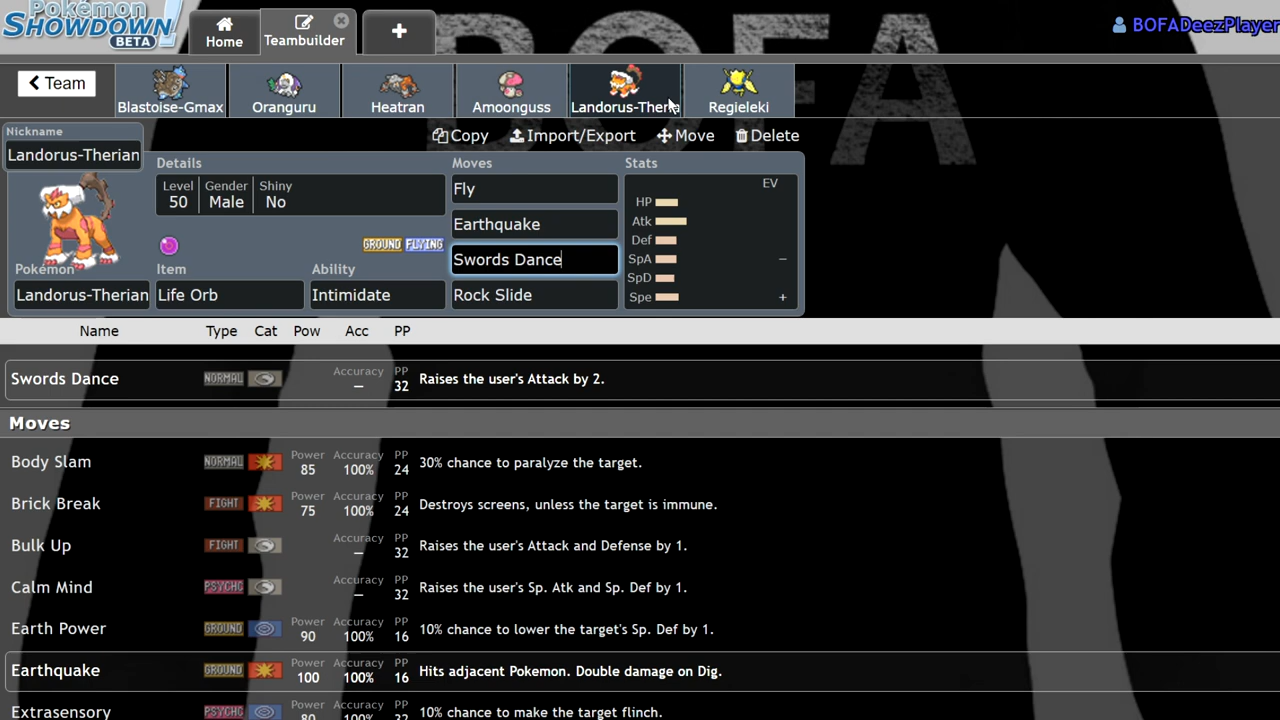 Pokémon
SHOWDOWN!
BETA
Home
Teambuilder
BOFA
BOFADeezPlayer
Team
Blastoise-Gmax
Oranguru
Heatran
Amoonguss
Landorus-Theria
Regieleki
Nickname
Landorus-Therian
Copy
Import/Export
Move
Delete
Details
Moves
Stats
Level
50
Gender
Male
Shiny
No
Fly
EV
HP
Atk
Def
SpA −
SpD
Spe +
Earthquake
GROUND FLYING
Swords Dance
Pokémon
Item
Ability
Landorus-Therian
Life Orb
Intimidate
Rock Slide
Name Type Cat Pow Acc PP
Swords Dance NORMAL Accuracy — PP 32 Raises the user's Attack by 2.
Moves
Body Slam NORMAL Power 85 Accuracy 100% PP 24 30% chance to paralyze the target.
Brick Break FIGHT Power 75 Accuracy 100% PP 24 Destroys screens, unless the target is immune.
Bulk Up FIGHT Accuracy — PP 32 Raises the user's Attack and Defense by 1.
Calm Mind PSYCHC Accuracy — PP 32 Raises the user's Sp. Atk and Sp. Def by 1.
Earth Power GROUND Power 90 Accuracy 100% PP 16 10% chance to lower the target's Sp. Def by 1.
Earthquake GROUND Power 100 Accuracy 100% PP 16 Hits adjacent Pokemon. Double damage on Dig.
Extrasensory PSYCHC Power 80 Accuracy 100% PP 32 10% chance to make the target flinch.